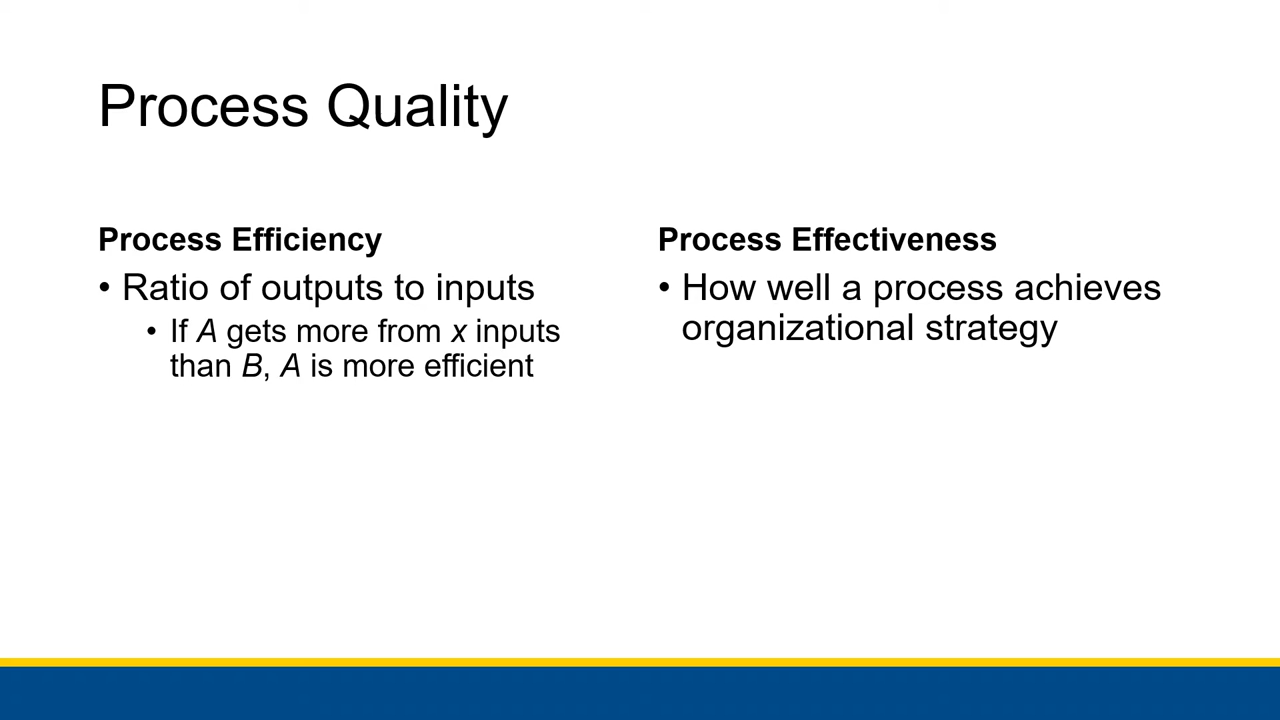 Process Quality
Process Efficiency
• Ratio of outputs to inputs
• If A gets more from x inputs
than B, A is more efficient
Process Effectiveness
• How well a process achieves
organizational strategy